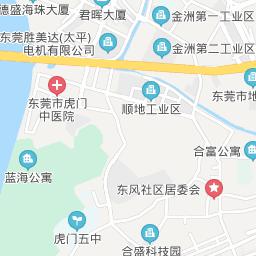 德盛海珠大厦
君晖大厦
金洲第一工业区
东莞胜美达(太平)
电机有限公司
金洲第二工业区
东莞市虎门
中医院
顺地工业区
东莞市地
合富公寓
蓝海公寓
东风社区居委会
虎门五中
合盛科技园